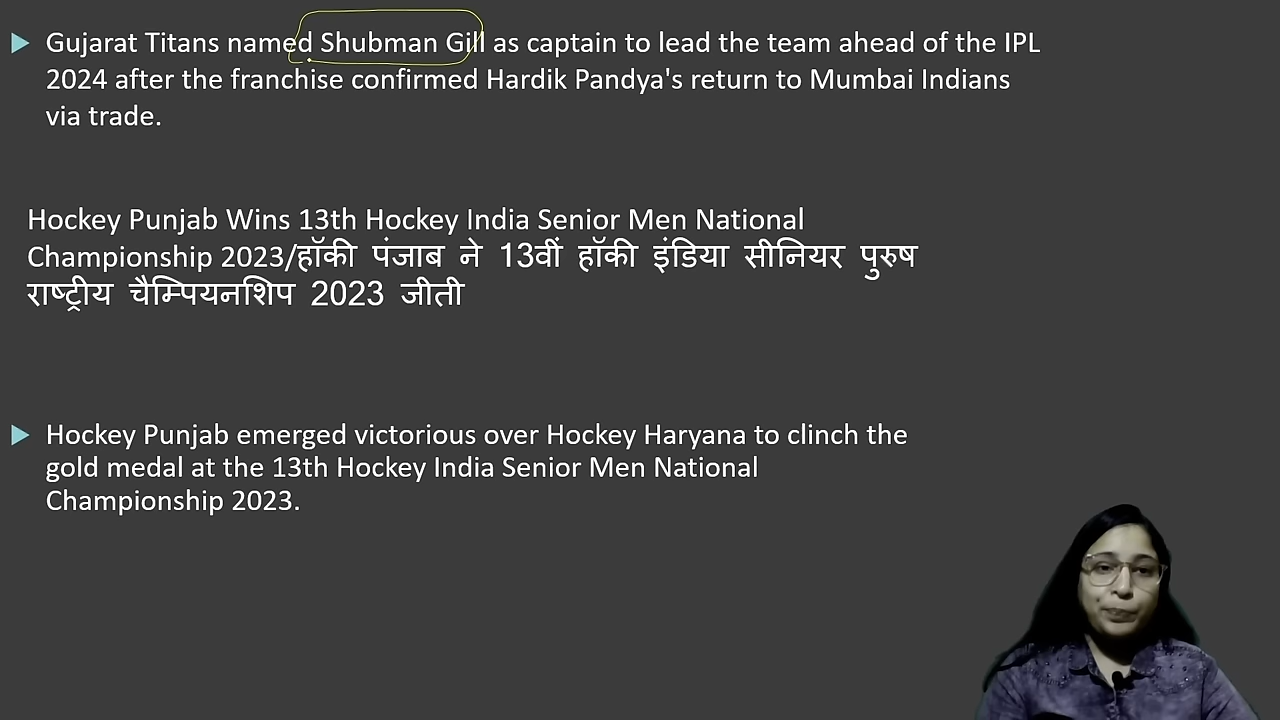 Gujarat Titans named Shubman Gill as captain to lead the team ahead of the IPL
2024 after the franchise confirmed Hardik Pandya's return to Mumbai Indians
via trade.
Hockey Punjab Wins 13th Hockey India Senior Men National
Championship 2023/हॉकी पंजाब ने 13वीं हॉकी इंडिया सीनियर पुरुष
राष्ट्रीय चैम्पियनशिप 2023 जीती
Hockey Punjab emerged victorious over Hockey Haryana to clinch the
gold medal at the 13th Hockey India Senior Men National
Championship 2023.